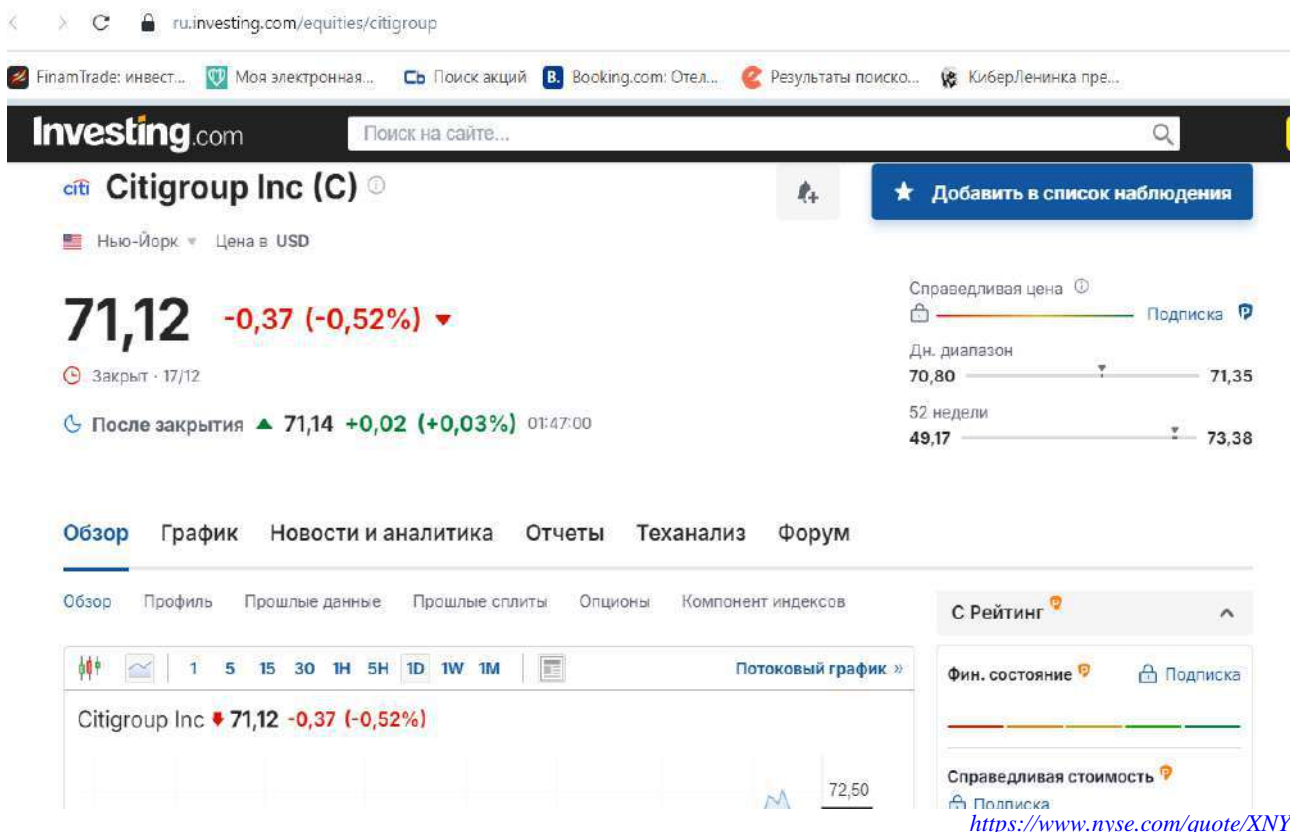 ru.investing.com/equities/citigroup
FinamTrade: инвест... Моя электронная... Сь Поиск акций B. Booking.com: Отел... Результаты поиско... КиберЛенинка пре...
Investing.com Поиск на сайте...
citi Citigroup Inc (C) Добавить в список наблюдения
Нью-Йорк Цена в USD
Справедливая цена
71,12 -0,37 (-0,52%) Подписка
Дн. диапазон
Закрыт · 17/12 70,80 71,35
52 недели
После закрытия 71,14 +0,02 (+0,03%) 01:47:00
49,17 73,38
Обзор График Новости и аналитика Отчеты Теханализ Форум
Обзор Профиль Прошлые данные Прошлые сплиты Опционы Компонент индексов
C Рейтинг
1 5 15 30 1H 5H 1D 1W 1M Потоковый график »
Фин. состояние Подписка
Citigroup Inc 71,12 -0,37 (-0,52%)
Справедливая стоимость
72,50
Подписка
https://www.nyse.com/quote/XNY